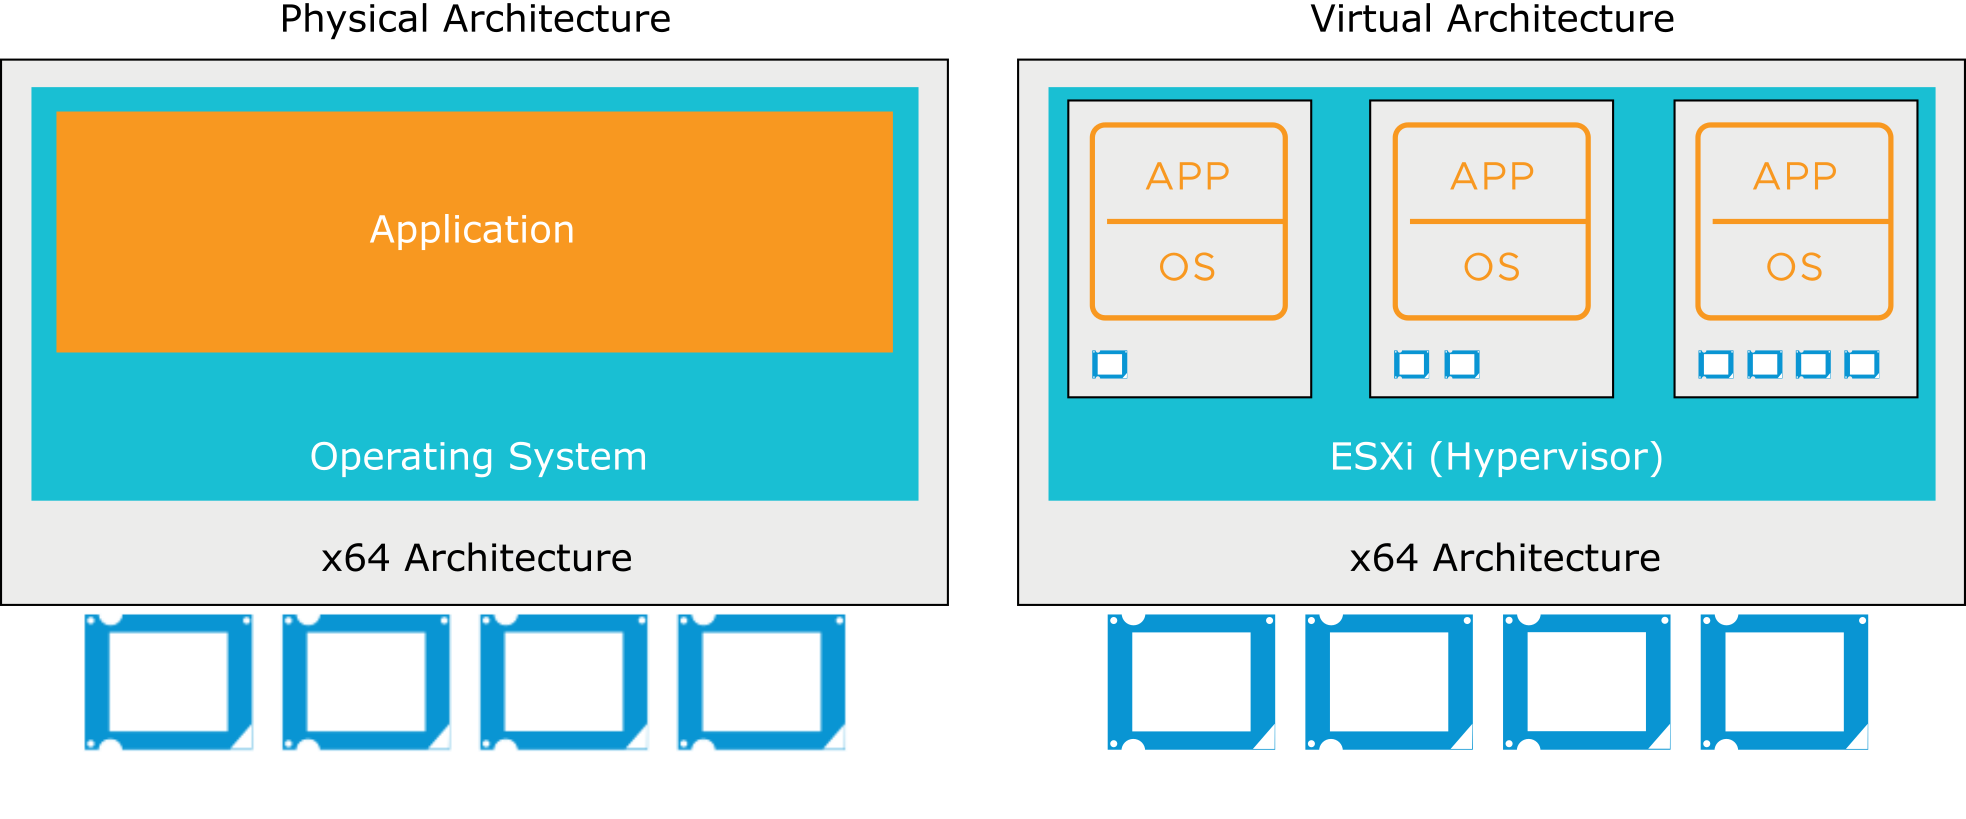 Physical Architecture
Application
Operating System
x64 Architecture
Virtual Architecture
APP
OS
APP
OS
APP
OS
ESXi (Hypervisor)
x64 Architecture